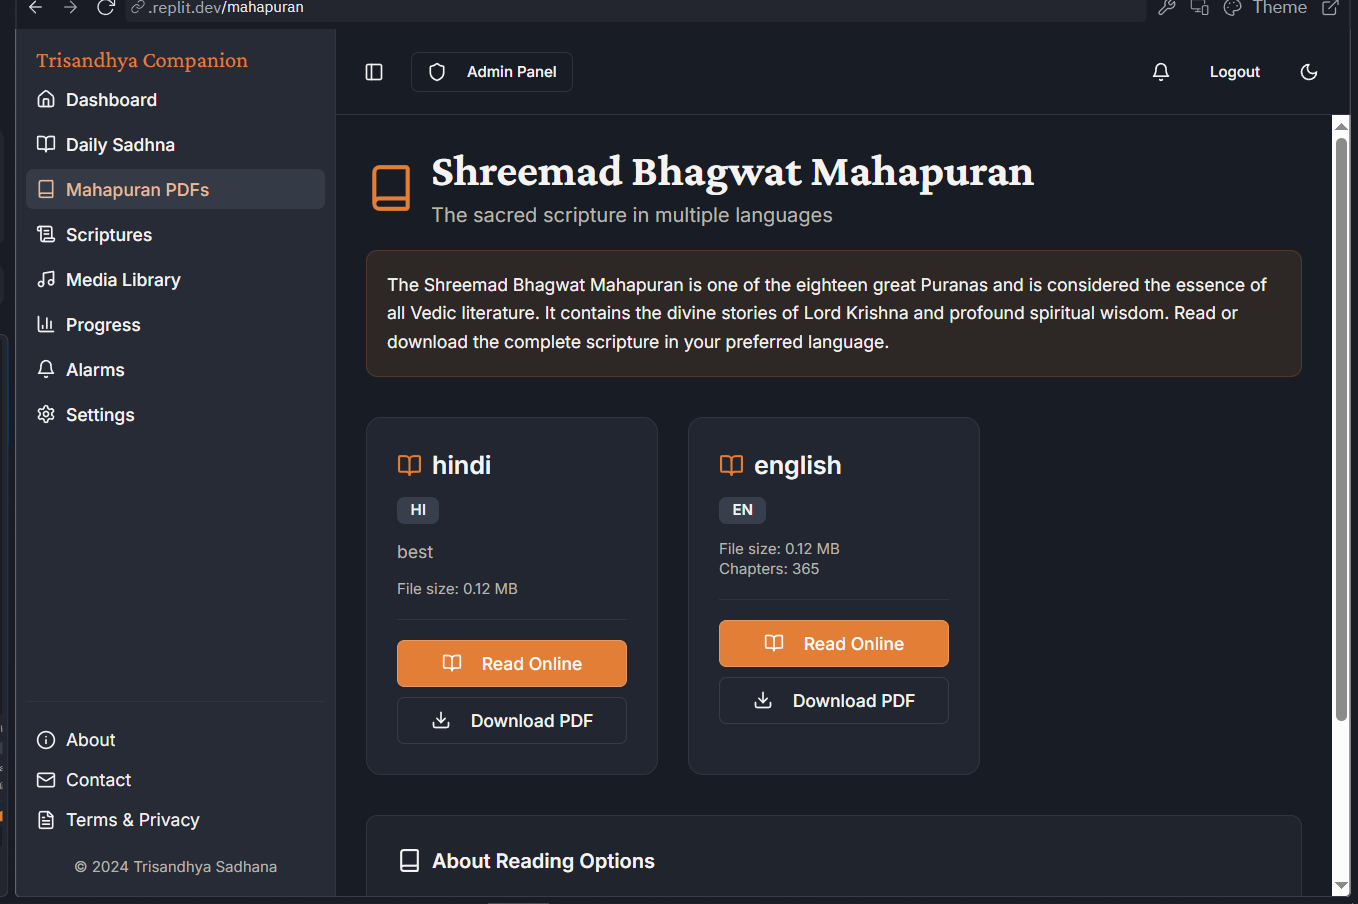 .replit.dev/mahapuran
Theme
Trisandhya Companion
Dashboard
Daily Sadhna
Mahapuran PDFs
Scriptures
Media Library
Progress
Alarms
Settings
About
Contact
Terms & Privacy
© 2024 Trisandhya Sadhana
Admin Panel
Logout
Shreemad Bhagwat Mahapuran
The sacred scripture in multiple languages
The Shreemad Bhagwat Mahapuran is one of the eighteen great Puranas and is considered the essence of
all Vedic literature. It contains the divine stories of Lord Krishna and profound spiritual wisdom. Read or
download the complete scripture in your preferred language.
hindi
HI
best
File size: 0.12 MB
Read Online
Download PDF
english
EN
File size: 0.12 MB
Chapters: 365
Read Online
Download PDF
About Reading Options